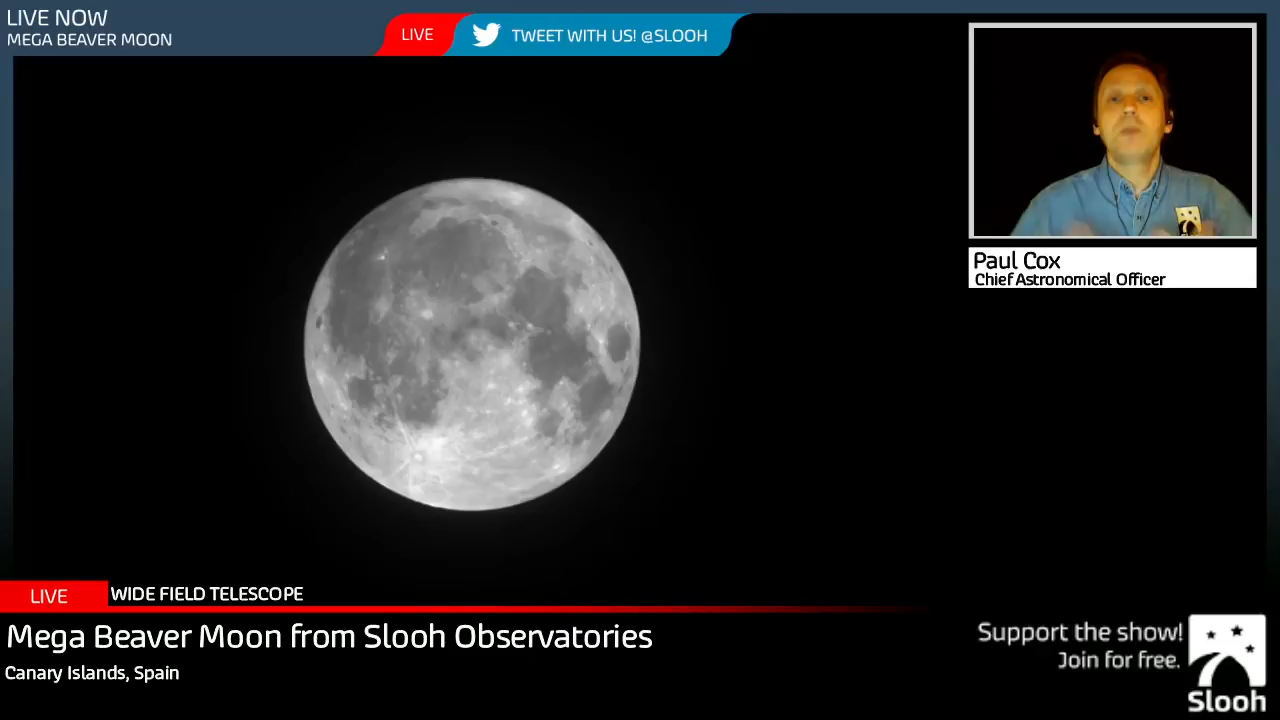 LIVE NOW
MEGA BEAVER MOON
LIVE
TWEET WITH US! @SLOOH
Paul Cox
Chief Astronomical Officer
LIVE
WIDE FIELD TELESCOPE
Mega Beaver Moon from Slooh Observatories
Canary Islands, Spain
Support the show!
Join for free.
Slooh